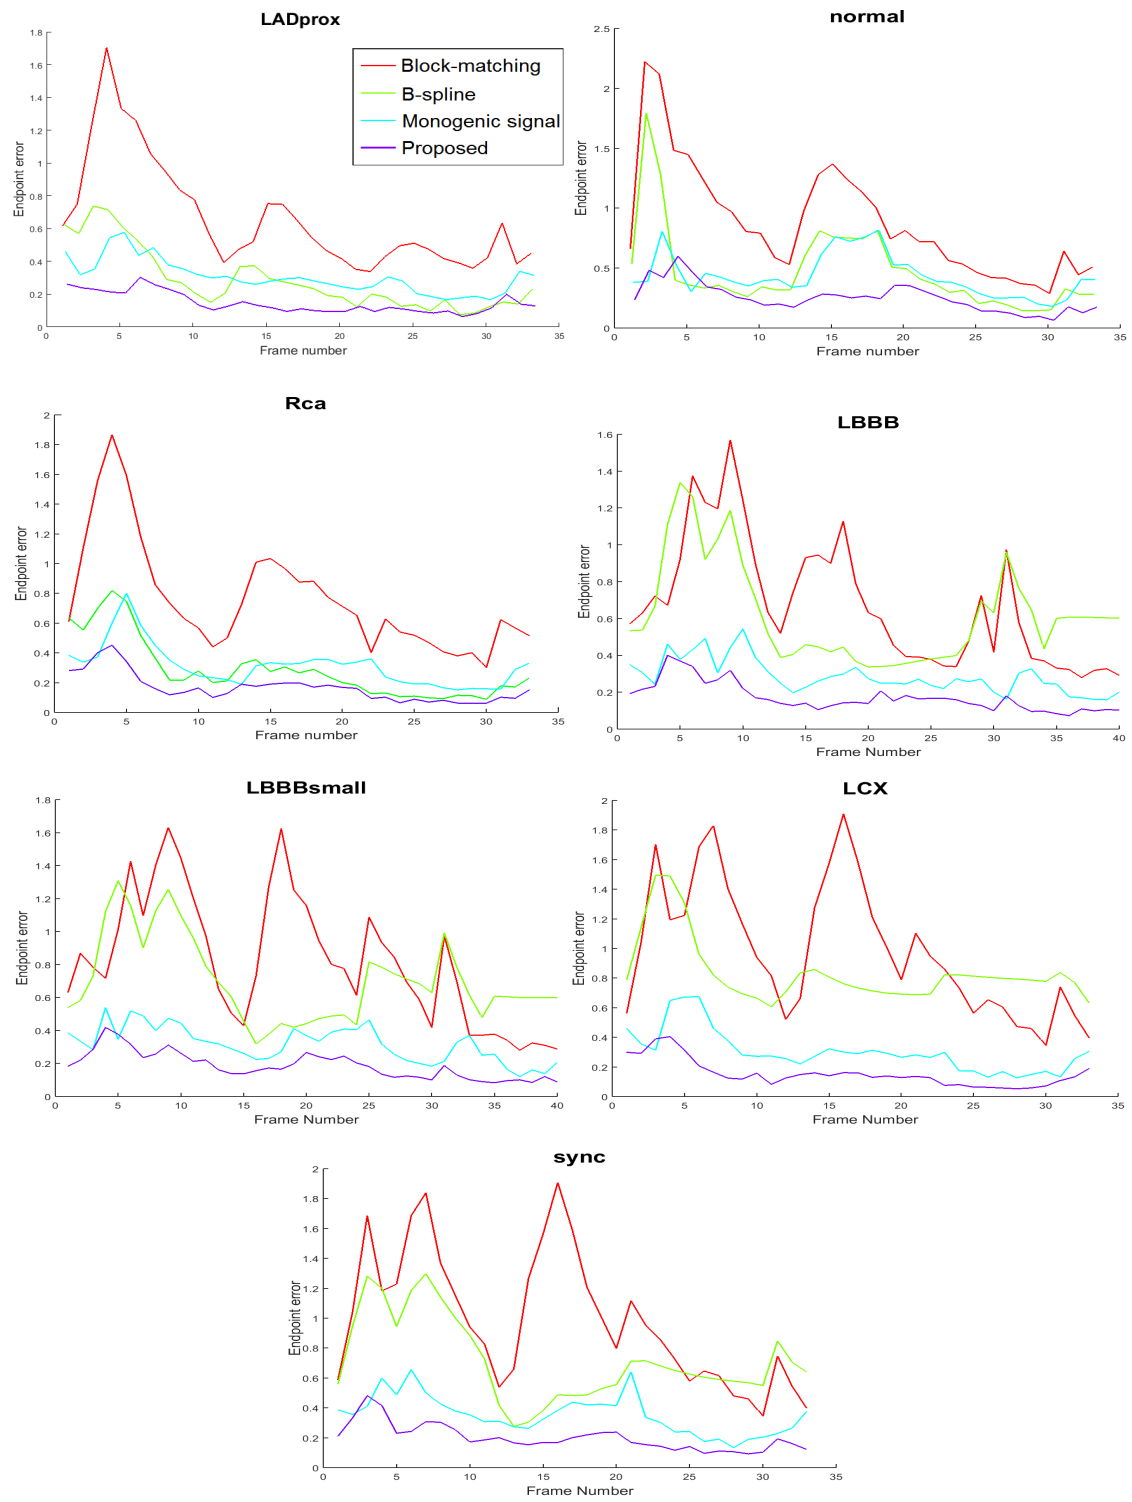 LADprox
1.8
1.6
1.4
1.2
1
0.8
0.6
0.4
0.2
0
Endpoint error
0 5 10 15 20 25 30 35
Frame number
Block-matching
B-spline
Monogenic signal
Proposed
normal
2.5
2
1.5
1
0.5
0
Endpoint error
0 5 10 15 20 25 30 35
Frame number
Rca
2
1.8
1.6
1.4
1.2
1
0.8
0.6
0.4
0.2
0
Endpoint error
0 5 10 15 20 25 30 35
Frame number
LBBB
1.6
1.4
1.2
1
0.8
0.6
0.4
0.2
0
Endpoint error
0 5 10 15 20 25 30 35 40
Frame Number
LBBBsmall
1.8
1.6
1.4
1.2
1
0.8
0.6
0.4
0.2
0
Endpoint error
0 5 10 15 20 25 30 35 40
Frame Number
LCX
2
1.8
1.6
1.4
1.2
1
0.8
0.6
0.4
0.2
0
Endpoint error
0 5 10 15 20 25 30 35
Frame Number
sync
2
1.8
1.6
1.4
1.2
1
0.8
0.6
0.4
0.2
0
Endpoint error
0 5 10 15 20 25 30 35
Frame Number